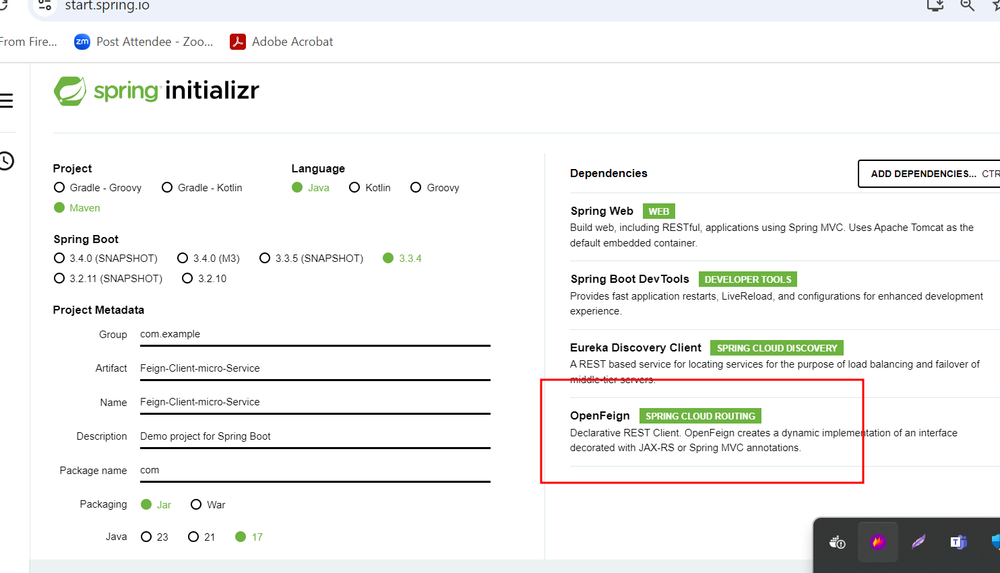 start.spring.io
From Fire...
zm Post Attendee - Zoo...
Adobe Acrobat
spring initializr
Project
Gradle - Groovy
Gradle - Kotlin
Maven
Language
Java
Kotlin
Groovy
Spring Boot
3.4.0 (SNAPSHOT)
3.4.0 (M3)
3.3.5 (SNAPSHOT)
3.3.4
3.2.11 (SNAPSHOT)
3.2.10
Project Metadata
Group com.example
Artifact Feign-Client-micro-Service
Name Feign-Client-micro-Service
Description Demo project for Spring Boot
Package name com
Packaging Jar War
Java 23 21 17
Dependencies
ADD DEPENDENCIES... CTR
Spring Web WEB
Build web, including RESTful, applications using Spring MVC. Uses Apache Tomcat as the
default embedded container.
Spring Boot DevTools DEVELOPER TOOLS
Provides fast application restarts, LiveReload, and configurations for enhanced development
experience.
Eureka Discovery Client SPRING CLOUD DISCOVERY
A REST based service for locating services for the purpose of load balancing and failover of
middle-tier servers.
OpenFeign SPRING CLOUD ROUTING
Declarative REST Client. OpenFeign creates a dynamic implementation of an interface
decorated with JAX-RS or Spring MVC annotations.